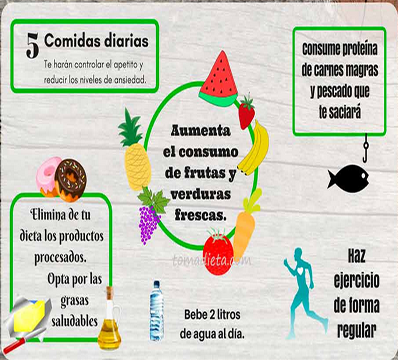 5 Comidas diarias
Te harán controlar el apetito y
reducir los niveles de ansiedad.
Consume proteína
de carnes magras
y pescado que
te saciará
Aumenta
el consumo
de frutas y
verduras
frescas.
tomadieta.com
Elimina de tu
dieta los productos
procesados.
Opta por las
grasas
saludables
Bebe 2 litros
de agua al día.
Haz
ejercicio
de forma
regular